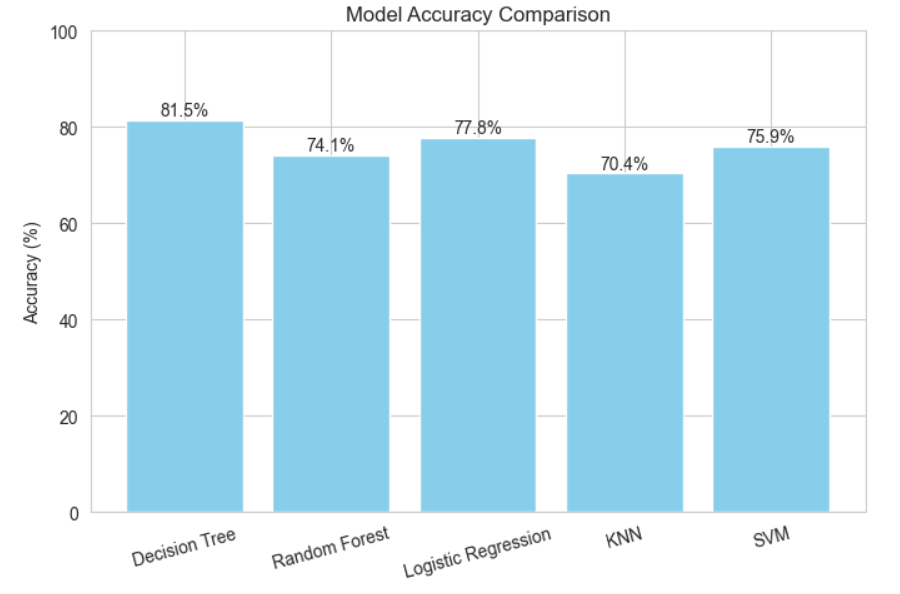 Model Accuracy Comparison
100
80
60
40
20
0
Accuracy (%)
81.5%
74.1%
77.8%
70.4%
75.9%
Decision Tree
Random Forest
Logistic Regression
KNN
SVM